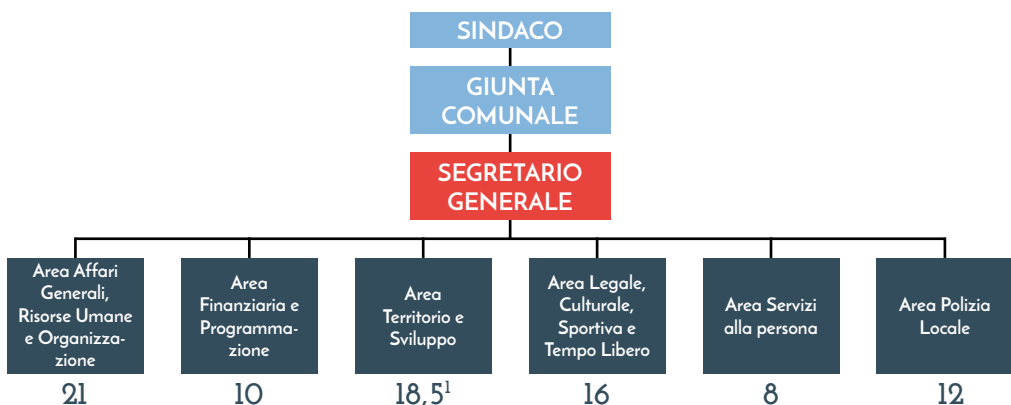 SINDACO
GIUNTA
COMUNALE
SEGRETARIO
GENERALE
Area Affari
Generali,
Risorse Umane
e Organizza-
zione
Area
Finanziaria e
Programma-
zione
Area
Territorio e
Sviluppo
Area Legale,
Culturale,
Sportiva e
Tempo Libero
Area Servizi
alla persona
Area Polizia
Locale
21
10
18,5¹
16
8
12